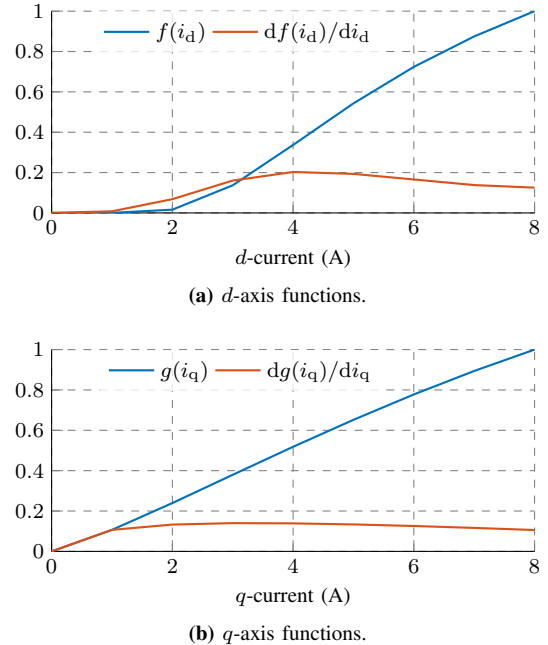 1
f(i_d) df(i_d)/di_d
0.8
0.6
0.4
0.2
0
0 2 4 6 8
d-current (A)
(a) d-axis functions.
1
g(i_q) dg(i_q)/di_q
0.8
0.6
0.4
0.2
0
0 2 4 6 8
q-current (A)
(b) q-axis functions.